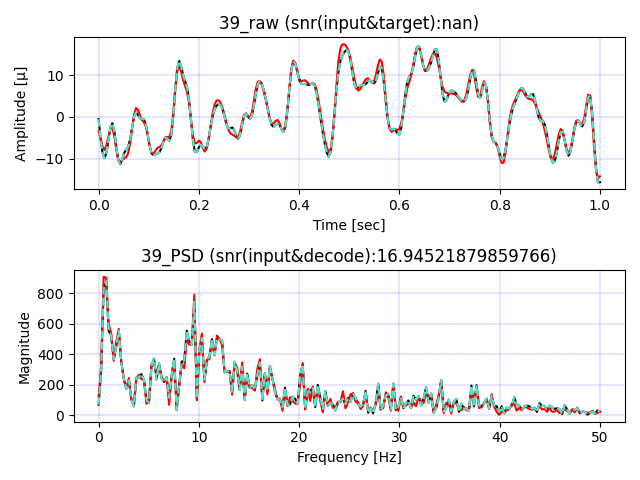 39_raw (snr(input&target):nan)
Amplitude [µ]
10
0
−10
0.0 0.2 0.4 0.6 0.8 1.0
Time [sec]
39_PSD (snr(input&decode):16.94521879859766)
Magnitude
800
600
400
200
0
0 10 20 30 40 50
Frequency [Hz]